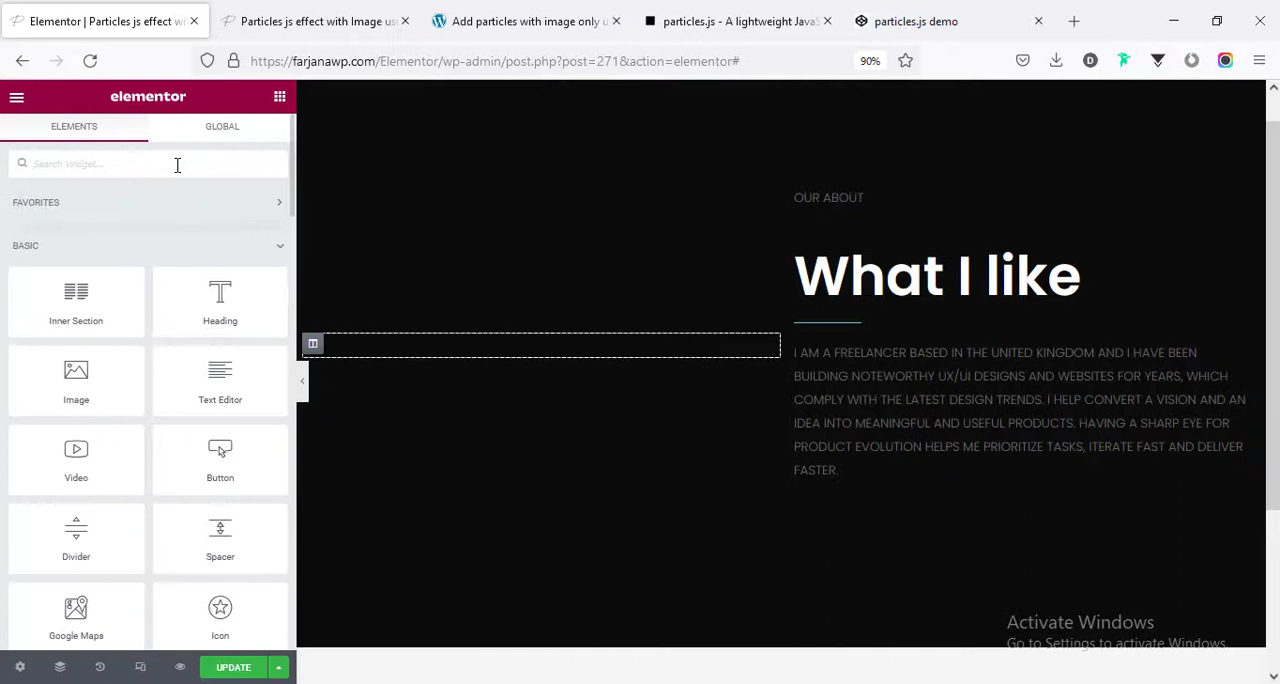 Elementor | Particles js effect wi
Particles js effect with Image us
Add particles with image only u
particles.js - A lightweight JavaS
particles.js demo
https://farjanawp.com/Elementor/wp-admin/post.php?post=271&action=elementor#
90%
elementor
ELEMENTS
GLOBAL
Search Widget...
FAVORITES
BASIC
Inner Section
Heading
Image
Text Editor
Video
Button
Divider
Spacer
Google Maps
Icon
UPDATE
OUR ABOUT
What I like
I AM A FREELANCER BASED IN THE UNITED KINGDOM AND I HAVE BEEN
BUILDING NOTEWORTHY UX/UI DESIGNS AND WEBSITES FOR YEARS, WHICH
COMPLY WITH THE LATEST DESIGN TRENDS. I HELP CONVERT A VISION AND AN
IDEA INTO MEANINGFUL AND USEFUL PRODUCTS. HAVING A SHARP EYE FOR
PRODUCT EVOLUTION HELPS ME PRIORITIZE TASKS, ITERATE FAST AND DELIVER
FASTER.
Activate Windows
Go to Settings to activate Windows.